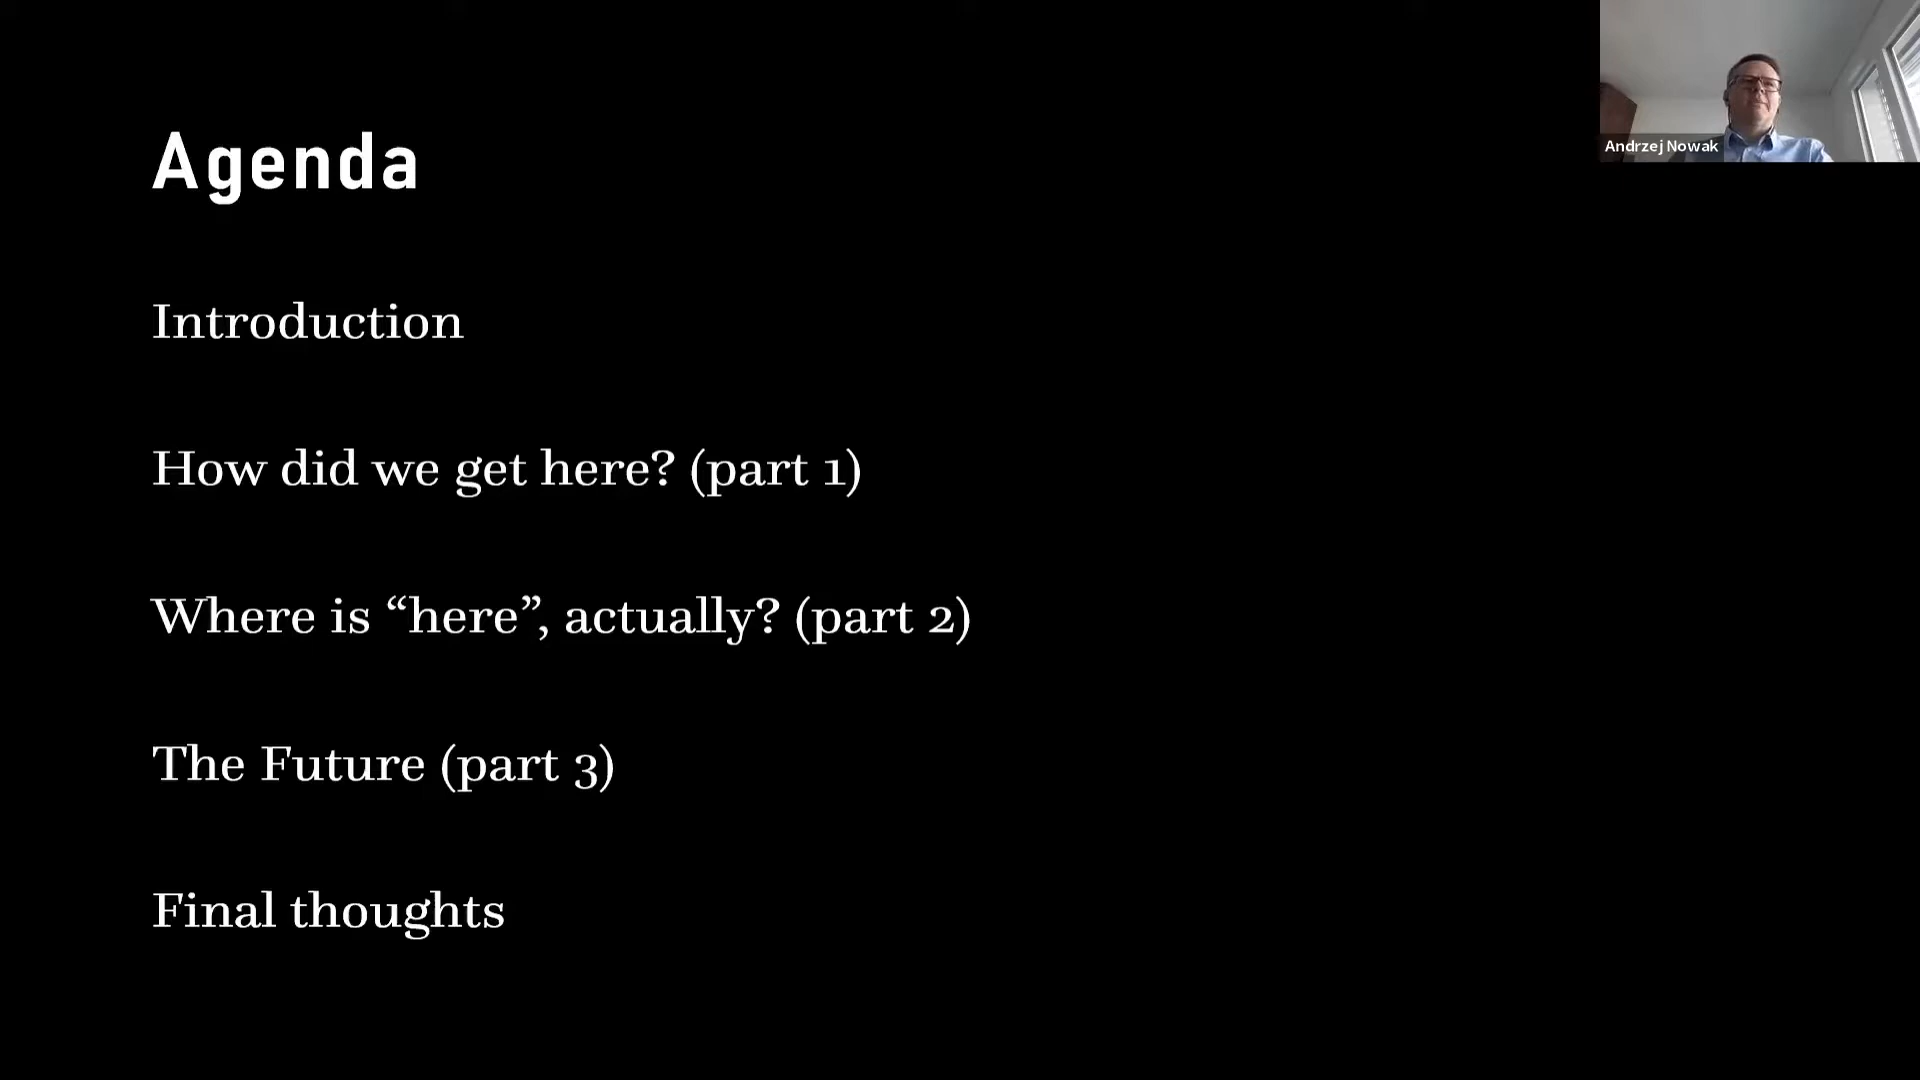 Agenda
Andrzej Nowak
Introduction
How did we get here? (part 1)
Where is “here”, actually? (part 2)
The Future (part 3)
Final thoughts